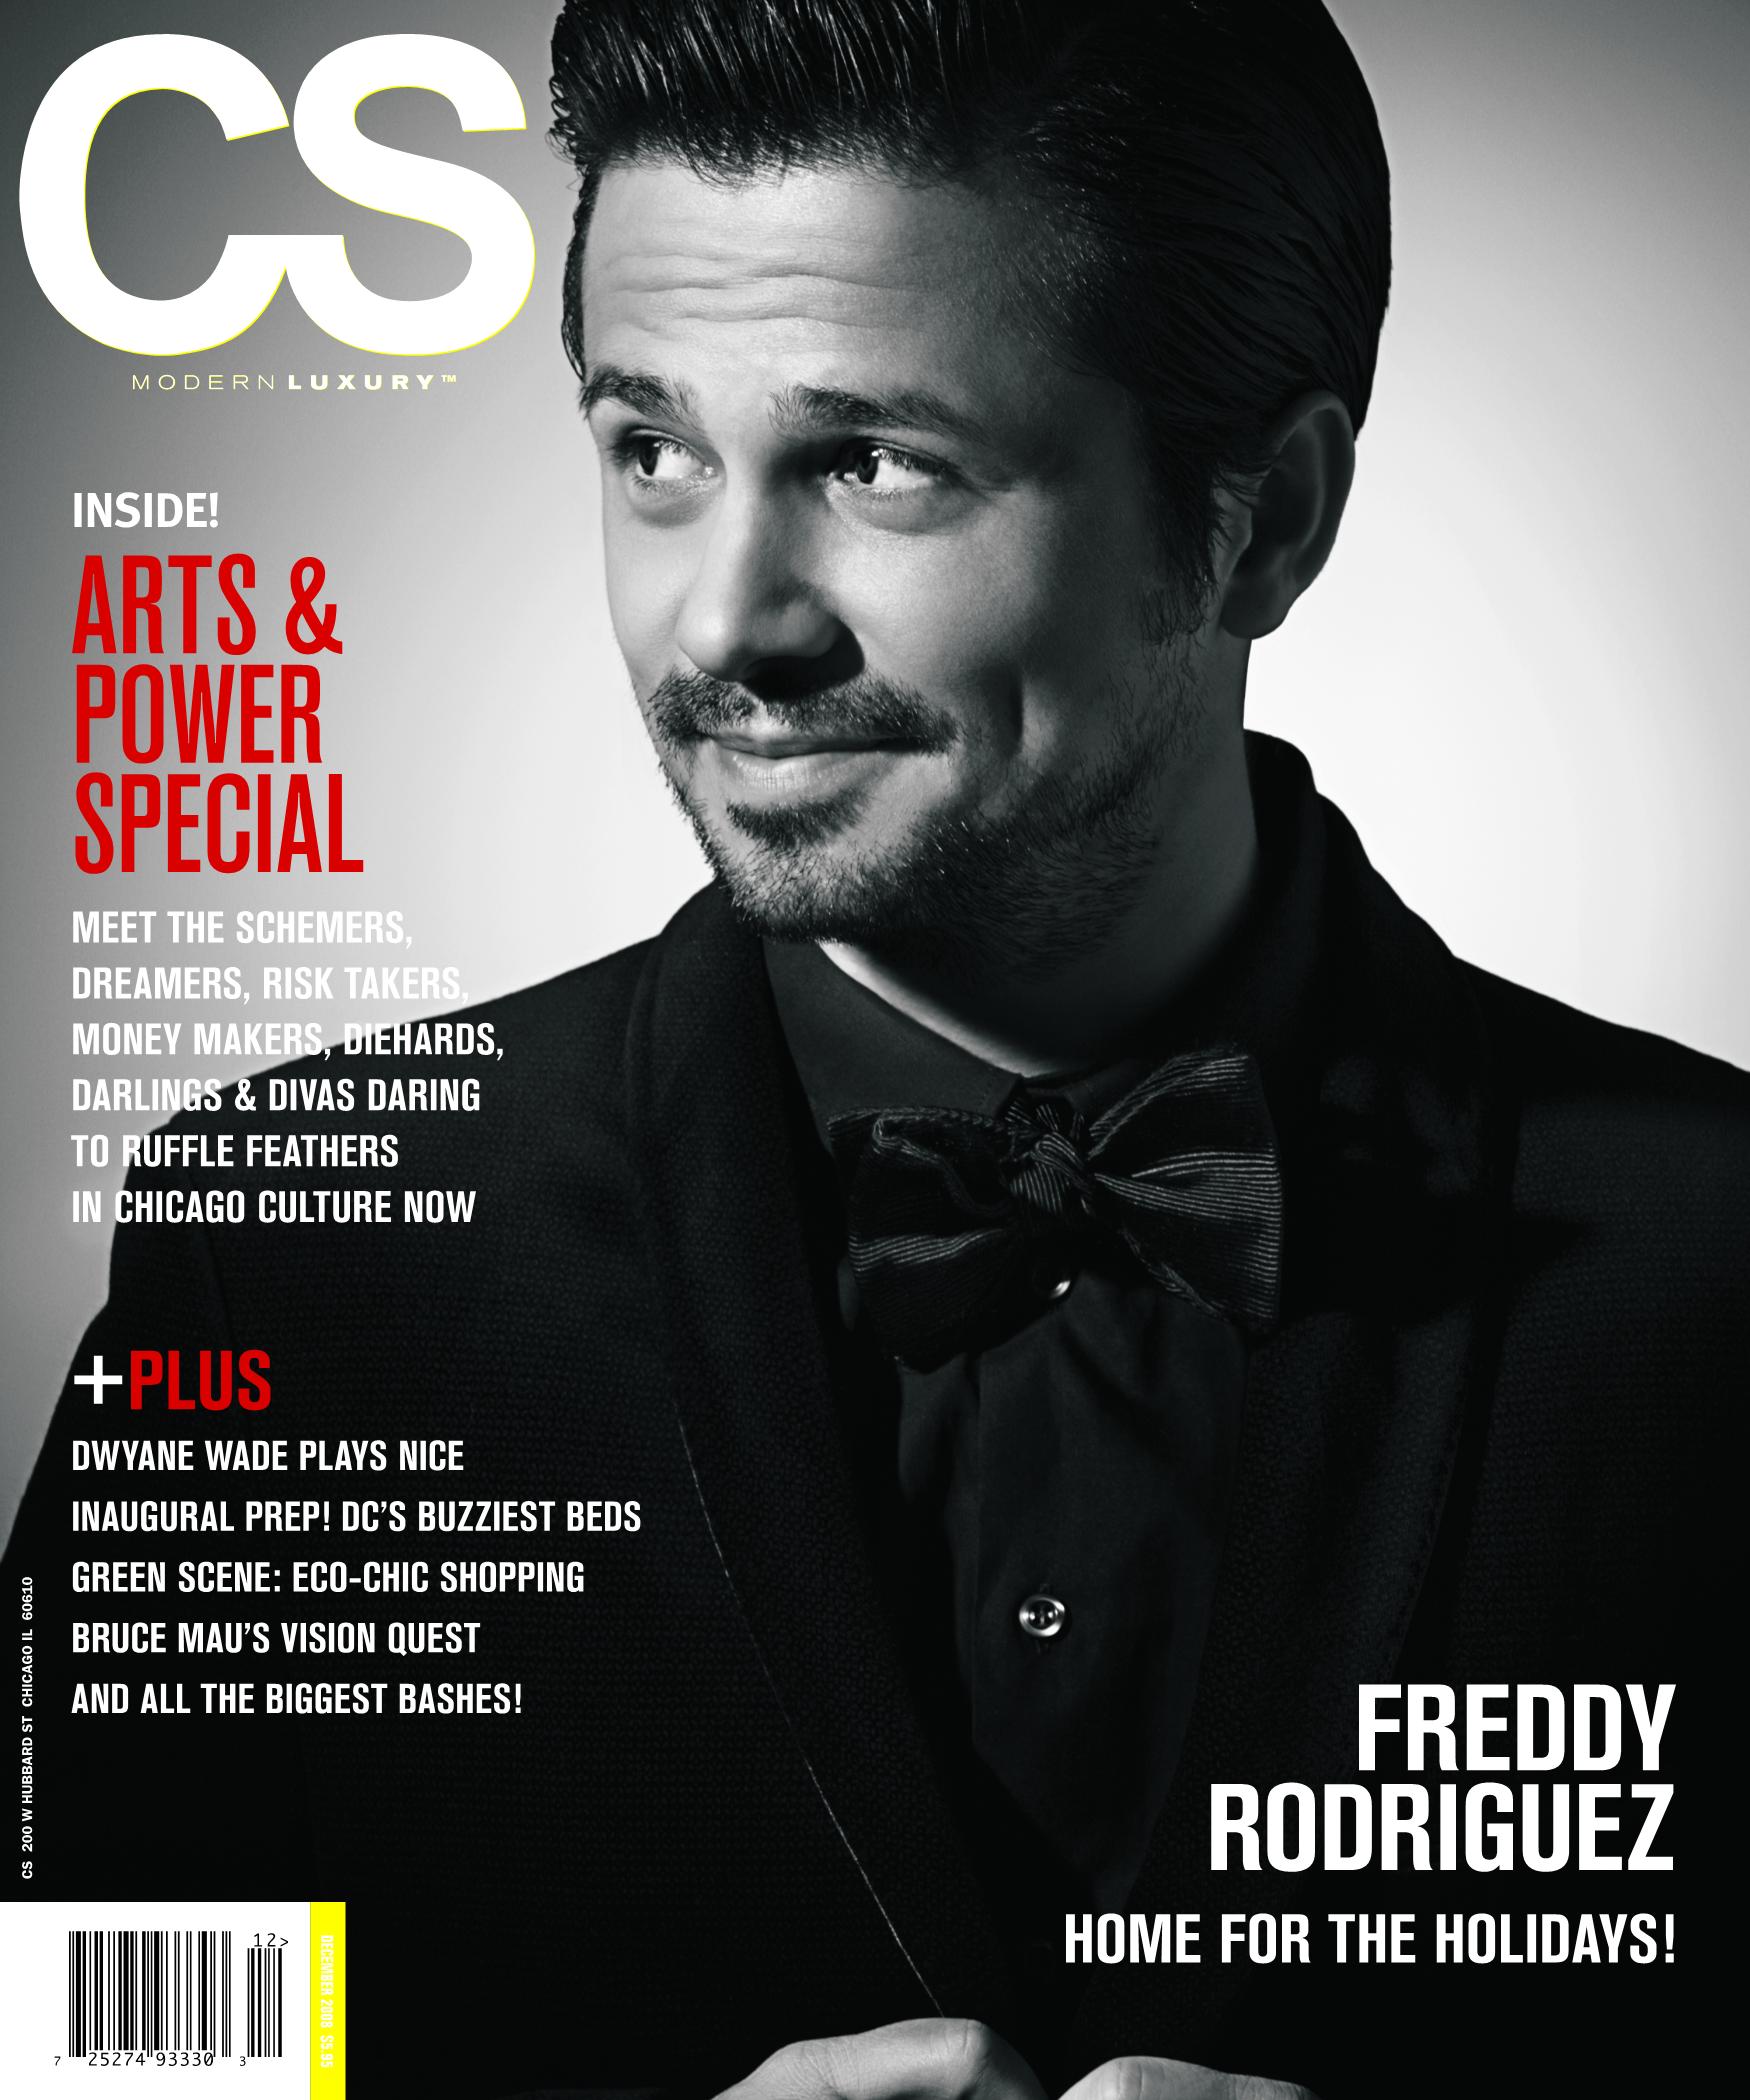 CS
MODERN LUXURY™
INSIDE!
ARTS &
POWER
SPECIAL
MEET THE SCHEMERS,
DREAMERS, RISK TAKERS,
MONEY MAKERS, DIEHARDS,
DARLINGS & DIVAS DARING
TO RUFFLE FEATHERS
IN CHICAGO CULTURE NOW
+PLUS
DWYANE WADE PLAYS NICE
INAUGURAL PREP! DC’S BUZZIEST BEDS
GREEN SCENE: ECO-CHIC SHOPPING
BRUCE MAU’S VISION QUEST
AND ALL THE BIGGEST BASHES!
FREDDY
RODRIGUEZ
HOME FOR THE HOLIDAYS!
CS 200 W HUBBARD ST CHICAGO IL 60610
12>
7 25274 93330 3
DECEMBER 2008 $5.95